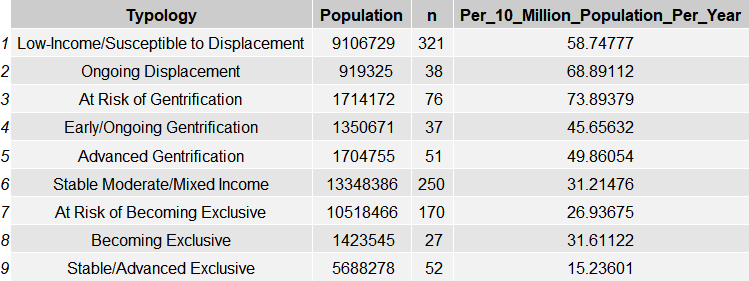 Typology Population n Per_10_Million_Population_Per_Year
1 Low-Income/Susceptible to Displacement 9106729 321 58.74777
2 Ongoing Displacement 919325 38 68.89112
3 At Risk of Gentrification 1714172 76 73.89379
4 Early/Ongoing Gentrification 1350671 37 45.65632
5 Advanced Gentrification 1704755 51 49.86054
6 Stable Moderate/Mixed Income 13348386 250 31.21476
7 At Risk of Becoming Exclusive 10518466 170 26.93675
8 Becoming Exclusive 1423545 27 31.61122
9 Stable/Advanced Exclusive 5688278 52 15.23601